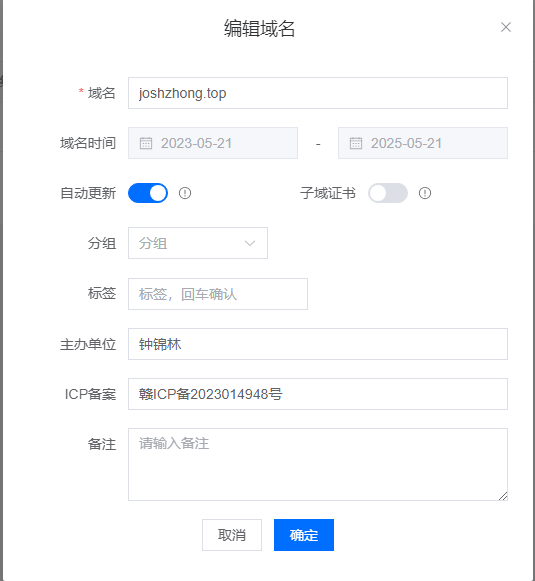 编辑域名
* 域名 joshzhong.top
域名时间 2023-05-21 - 2025-05-21
自动更新 子域证书
分组 分组
标签 标签，回车确认
主办单位 钟锦林
ICP备案 赣ICP备2023014948号
备注 请输入备注
取消 确定